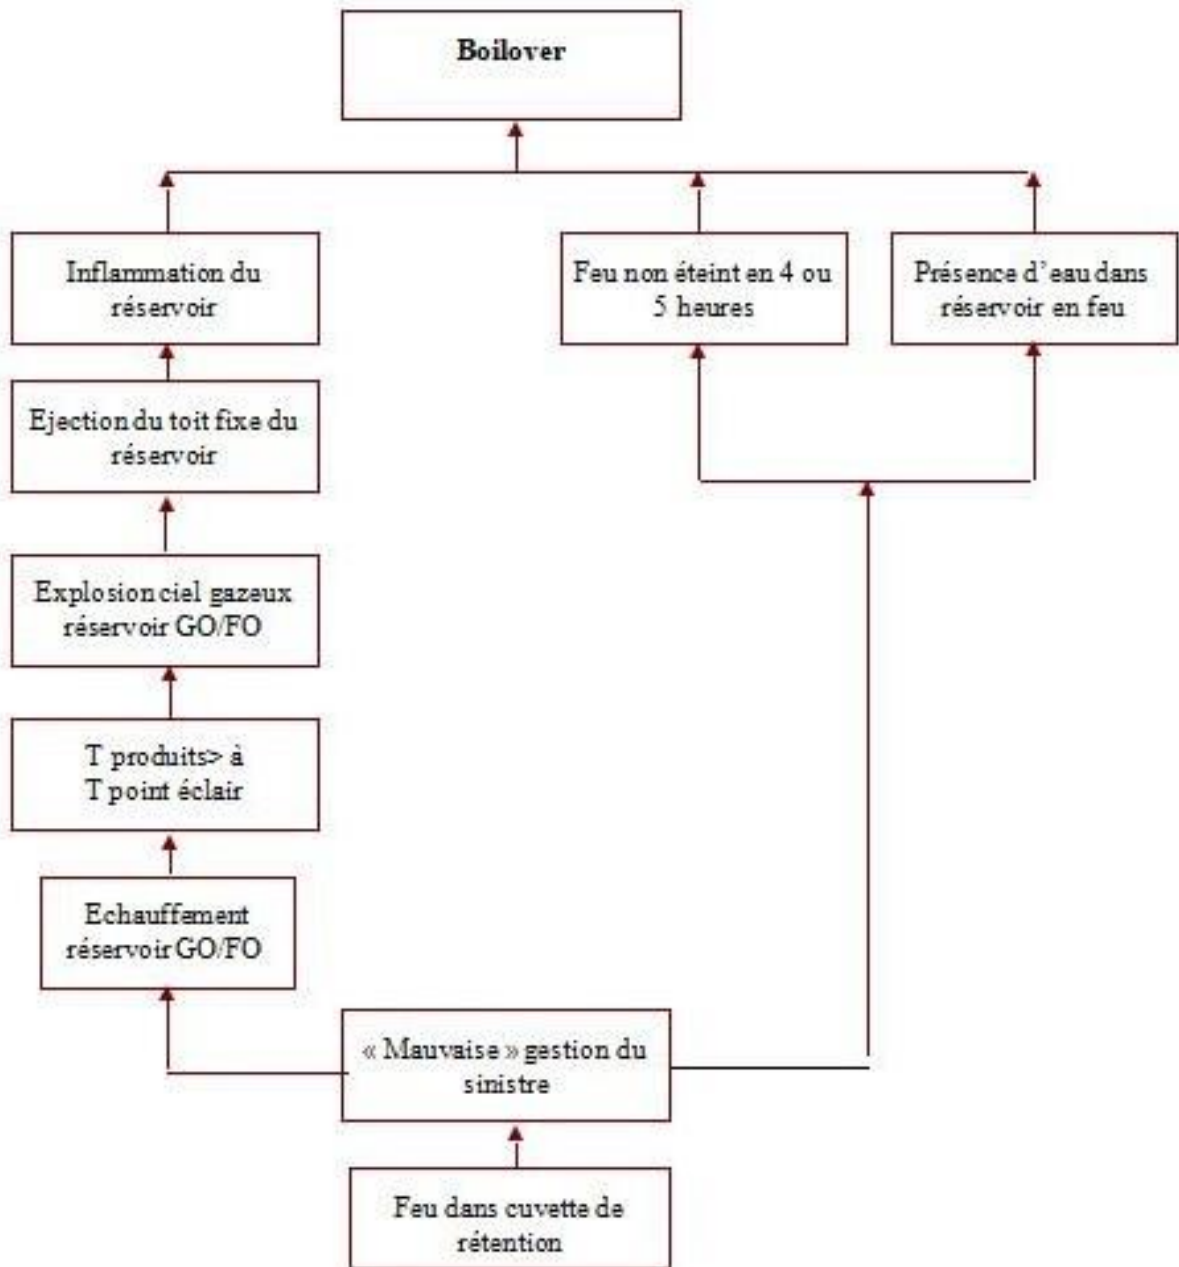 Boilover
Inflammation du
réservoir
Feu non éteint en 4 ou
5 heures
Présence d'eau dans
réservoir en feu
Ejection du toit fixe du
réservoir
Explosion ciel gazeux
réservoir GO/FO
T produits> à
T point éclair
Echauffement
réservoir GO/FO
« Mauvaise » gestion du
sinistre
Feu dans cuvette de
rétention